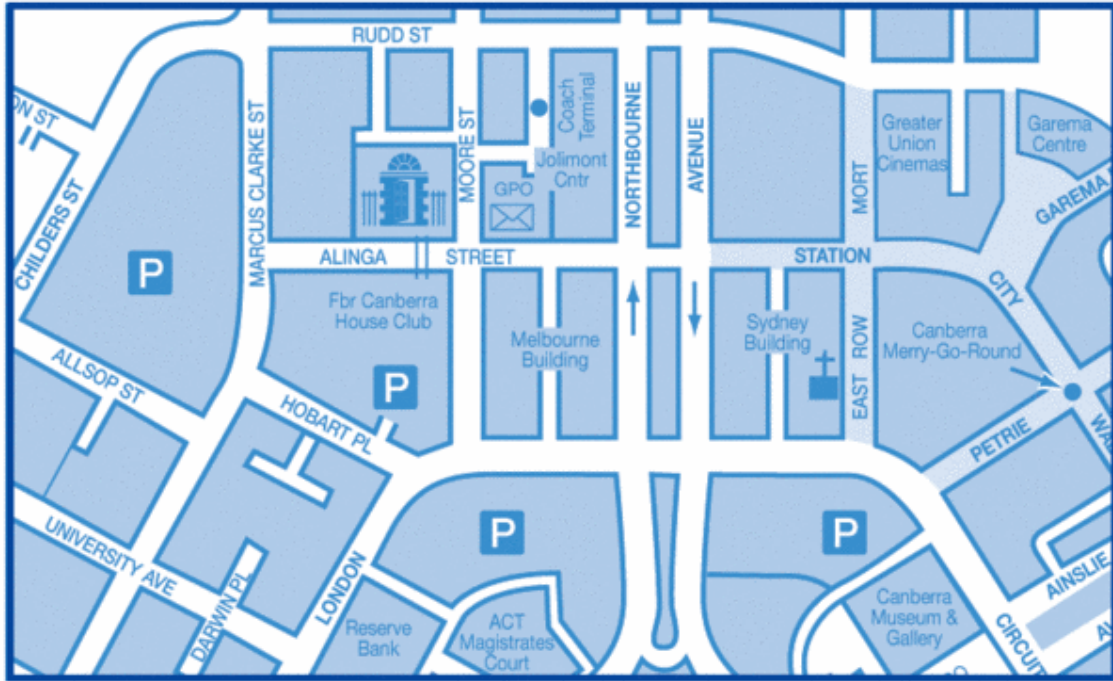 RUDD ST
ON ST
MARCUS CLARKE ST
MOORE ST
Coach
Terminal
Jolimont
Cntr
GPO
NORTHBOURNE
AVENUE
MORT
Greater
Union
Cinemas
Garema
Centre
GAREMA
CHILDERS ST
P
ALINGA
STREET
STATION
CITY
Fbr Canberra
House Club
Melbourne
Building
Sydney
Building
EAST ROW
Canberra
Merry-Go-Round
ALLSOP ST
P
HOBART PL
PETRIE
WAL
P
P
UNIVERSITY AVE
DARWIN PL
LONDON
Reserve
Bank
ACT
Magistrates
Court
Canberra
Museum &
Gallery
AINSLIE
AV
CIRCUIT